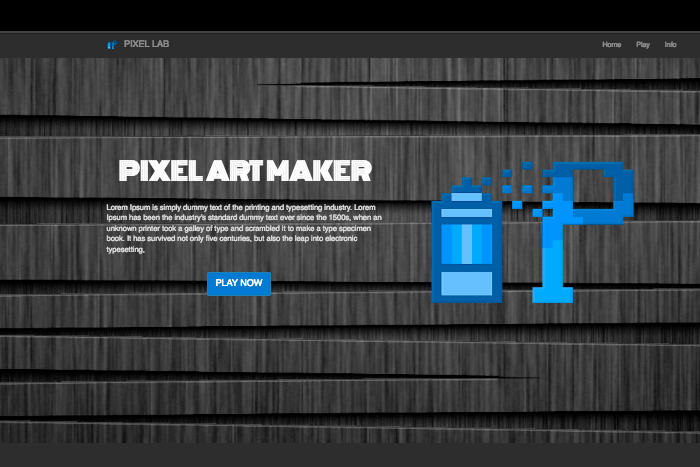 PIXEL LAB
Home Play Info
PIXEL ART MAKER
Lorem Ipsum is simply dummy text of the printing and typesetting industry. Lorem
Ipsum has been the industry's standard dummy text ever since the 1500s, when an
unknown printer took a galley of type and scrambled it to make a type specimen
book. It has survived not only five centuries, but also the leap into electronic
typesetting,
PLAY NOW
P